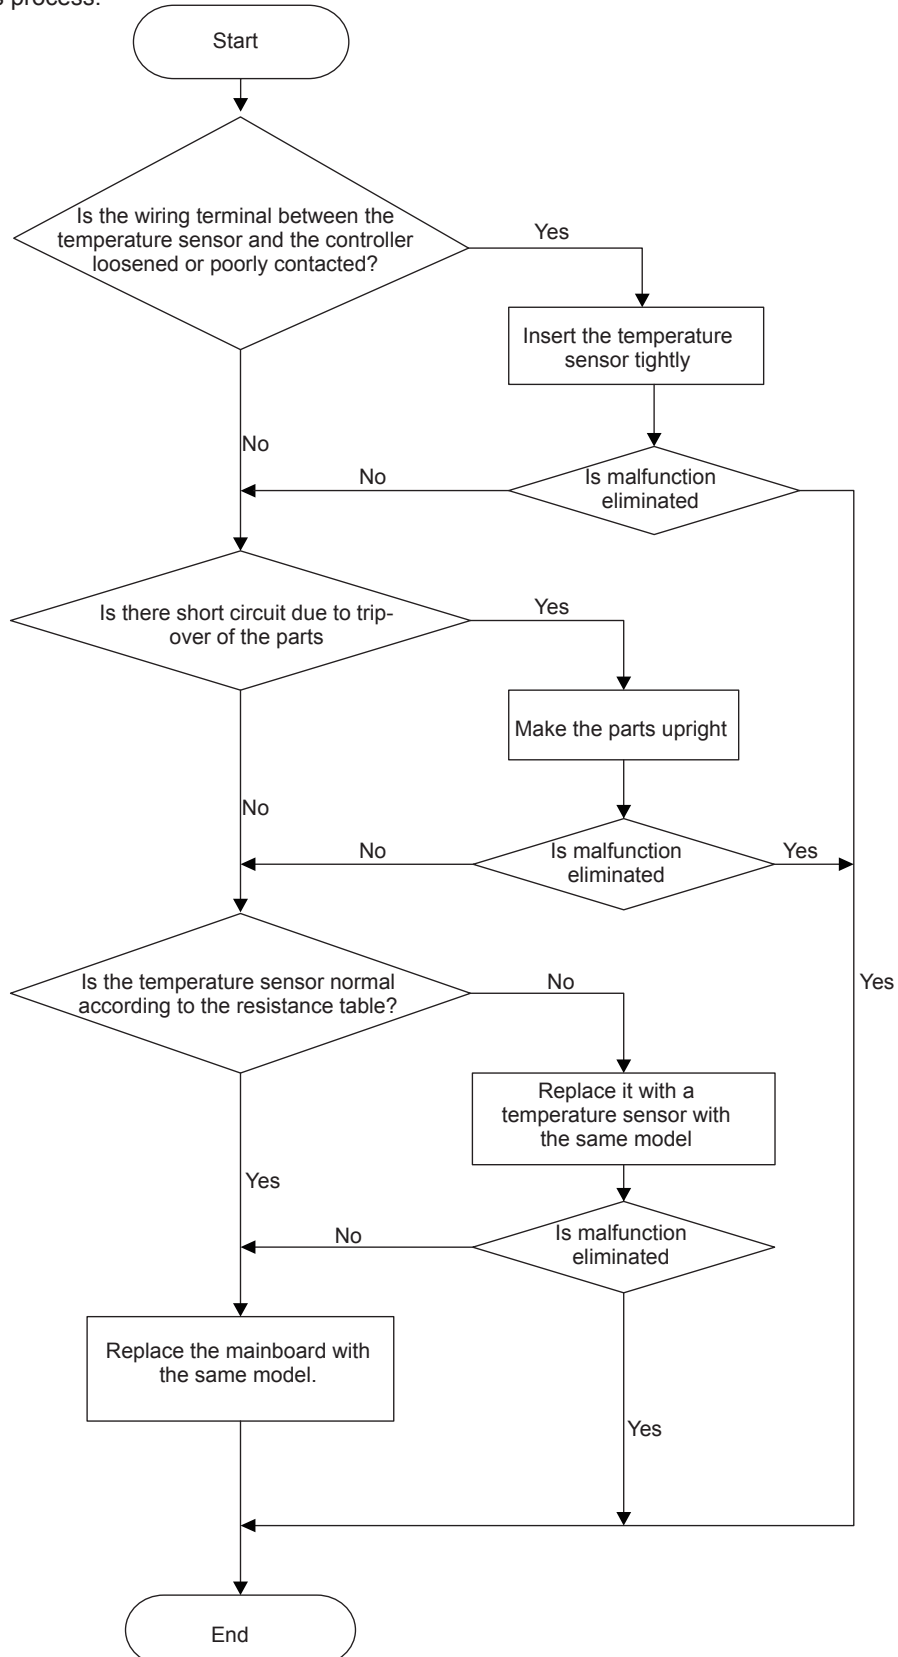 s process.
Start
Is the wiring terminal between the
temperature sensor and the controller
loosened or poorly contacted?
Yes
Insert the temperature
sensor tightly
No
No
Is malfunction
eliminated
Is there short circuit due to trip-
over of the parts
Yes
Make the parts upright
No
No
Is malfunction
eliminated
Yes
Is the temperature sensor normal
according to the resistance table?
No
Yes
Replace it with a
temperature sensor with
the same model
Yes
No
Is malfunction
eliminated
Replace the mainboard with
the same model.
Yes
End